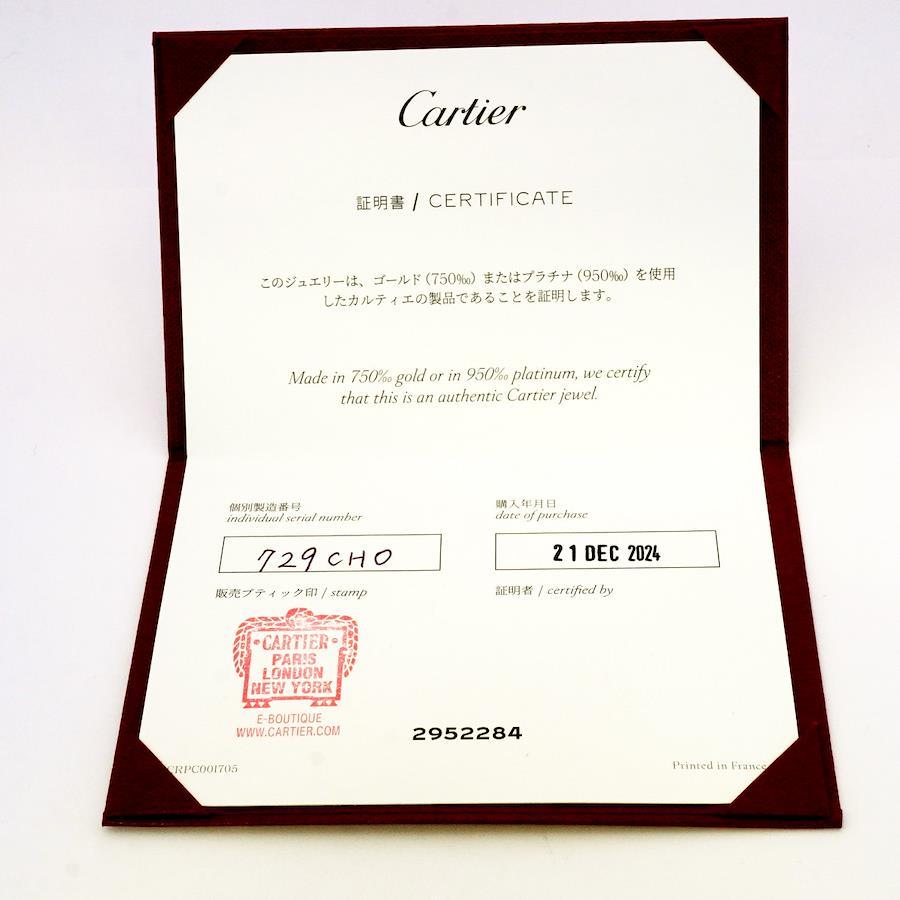 Cartier
証明書 / CERTIFICATE
このジュエリーは、ゴールド (750‰) またはプラチナ (950‰) を使用
したカルティエの製品であることを証明します。
Made in 750‰ gold or in 950‰ platinum, we certify
that this is an authentic Cartier jewel.
個別製造番号
individual serial number
729CHO
購入年月日
date of purchase
21 DEC 2024
販売ブティック印 / stamp
証明者 / certified by
CARTIER
PARIS
LONDON
NEW YORK
E-BOUTIQUE
WWW.CARTIER.COM
2952284
CRPC001705
Printed in France